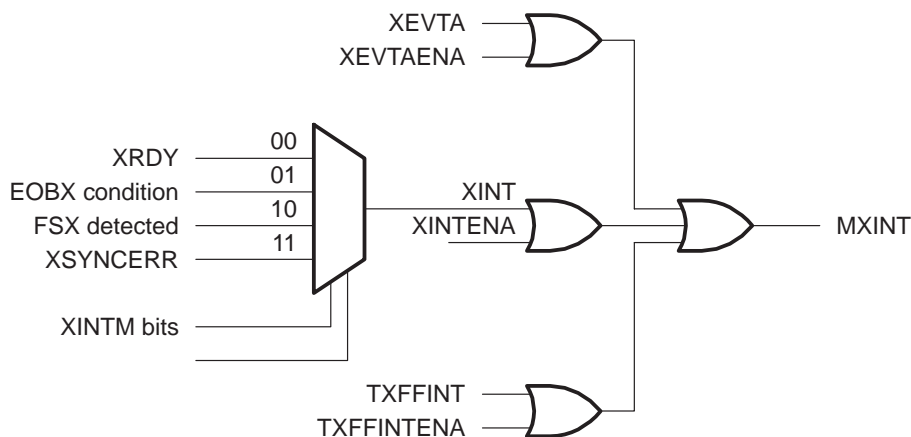 XEVTA
XEVTAENA
00
XRDY
01
EOBX condition
10
FSX detected
11
XSYNCERR
XINTM bits
XINT
XINTENA
MXINT
TXFFINT
TXFFINTENA